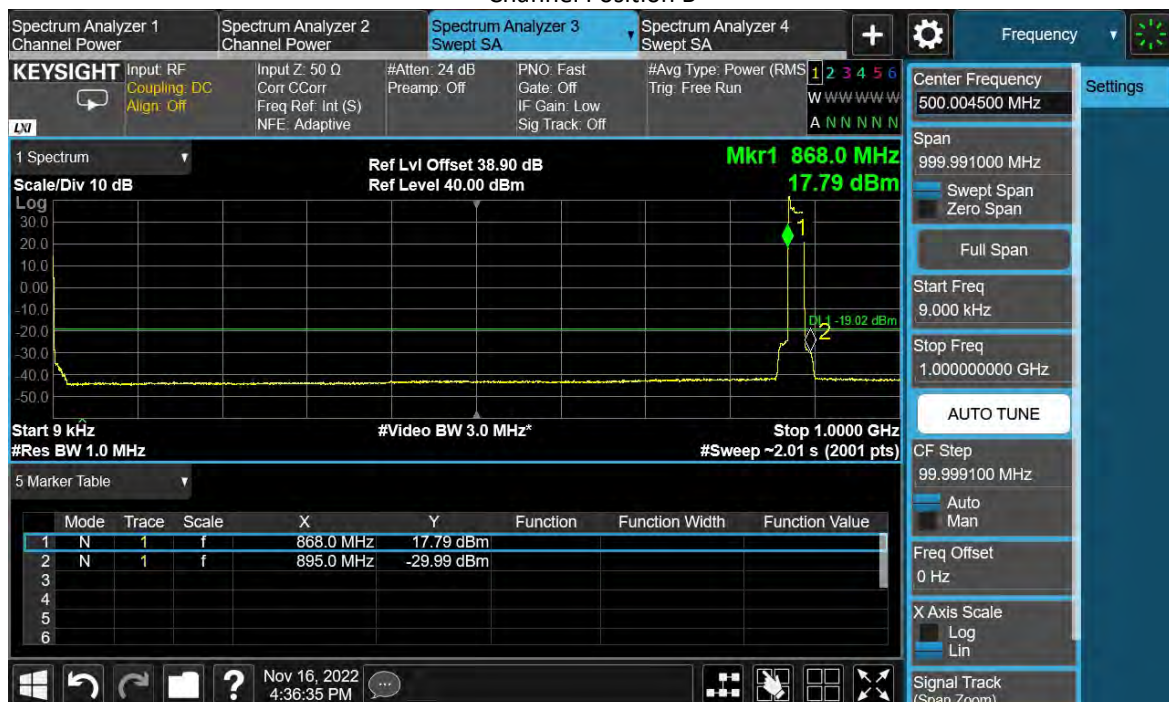 Spectrum Analyzer 1
Channel Power
Spectrum Analyzer 2
Channel Power
Spectrum Analyzer 3
Swept SA
Spectrum Analyzer 4
Swept SA
+
Frequency
KEYSIGHT
LXI
Input: RF
Coupling: DC
Align: Off
Input Z: 50 Ω
Corr CCorr
Freq Ref: Int (S)
NFE: Adaptive
#Atten: 24 dB
Preamp: Off
PNO: Fast
Gate: Off
IF Gain: Low
Sig Track: Off
#Avg Type: Power (RMS
Trig: Free Run
1 2 3 4 5 6
W W W W W W
A N N N N N
1 Spectrum
Scale/Div 10 dB
Log
Ref Lvl Offset 38.90 dB
Ref Level 40.00 dBm
Mkr1 868.0 MHz
17.79 dBm
30.0
20.0
10.0
0.00
-10.0
-20.0
-30.0
-40.0
-50.0
1
DL1 -19.02 dBm
2
Start 9 kHz
#Res BW 1.0 MHz
#Video BW 3.0 MHz*
Stop 1.0000 GHz
#Sweep ~2.01 s (2001 pts)
5 Marker Table
Mode Trace Scale X Y Function Function Width Function Value
1 N 1 f 868.0 MHz 17.79 dBm
2 N 1 f 895.0 MHz -29.99 dBm
3
4
5
6
Nov 16, 2022
4:36:35 PM
Center Frequency
500.004500 MHz
Settings
Span
999.991000 MHz
Swept Span
Zero Span
Full Span
Start Freq
9.000 kHz
Stop Freq
1.000000000 GHz
AUTO TUNE
CF Step
99.999100 MHz
Auto
Man
Freq Offset
0 Hz
X Axis Scale
Log
Lin
Signal Track
(Span Zoom)